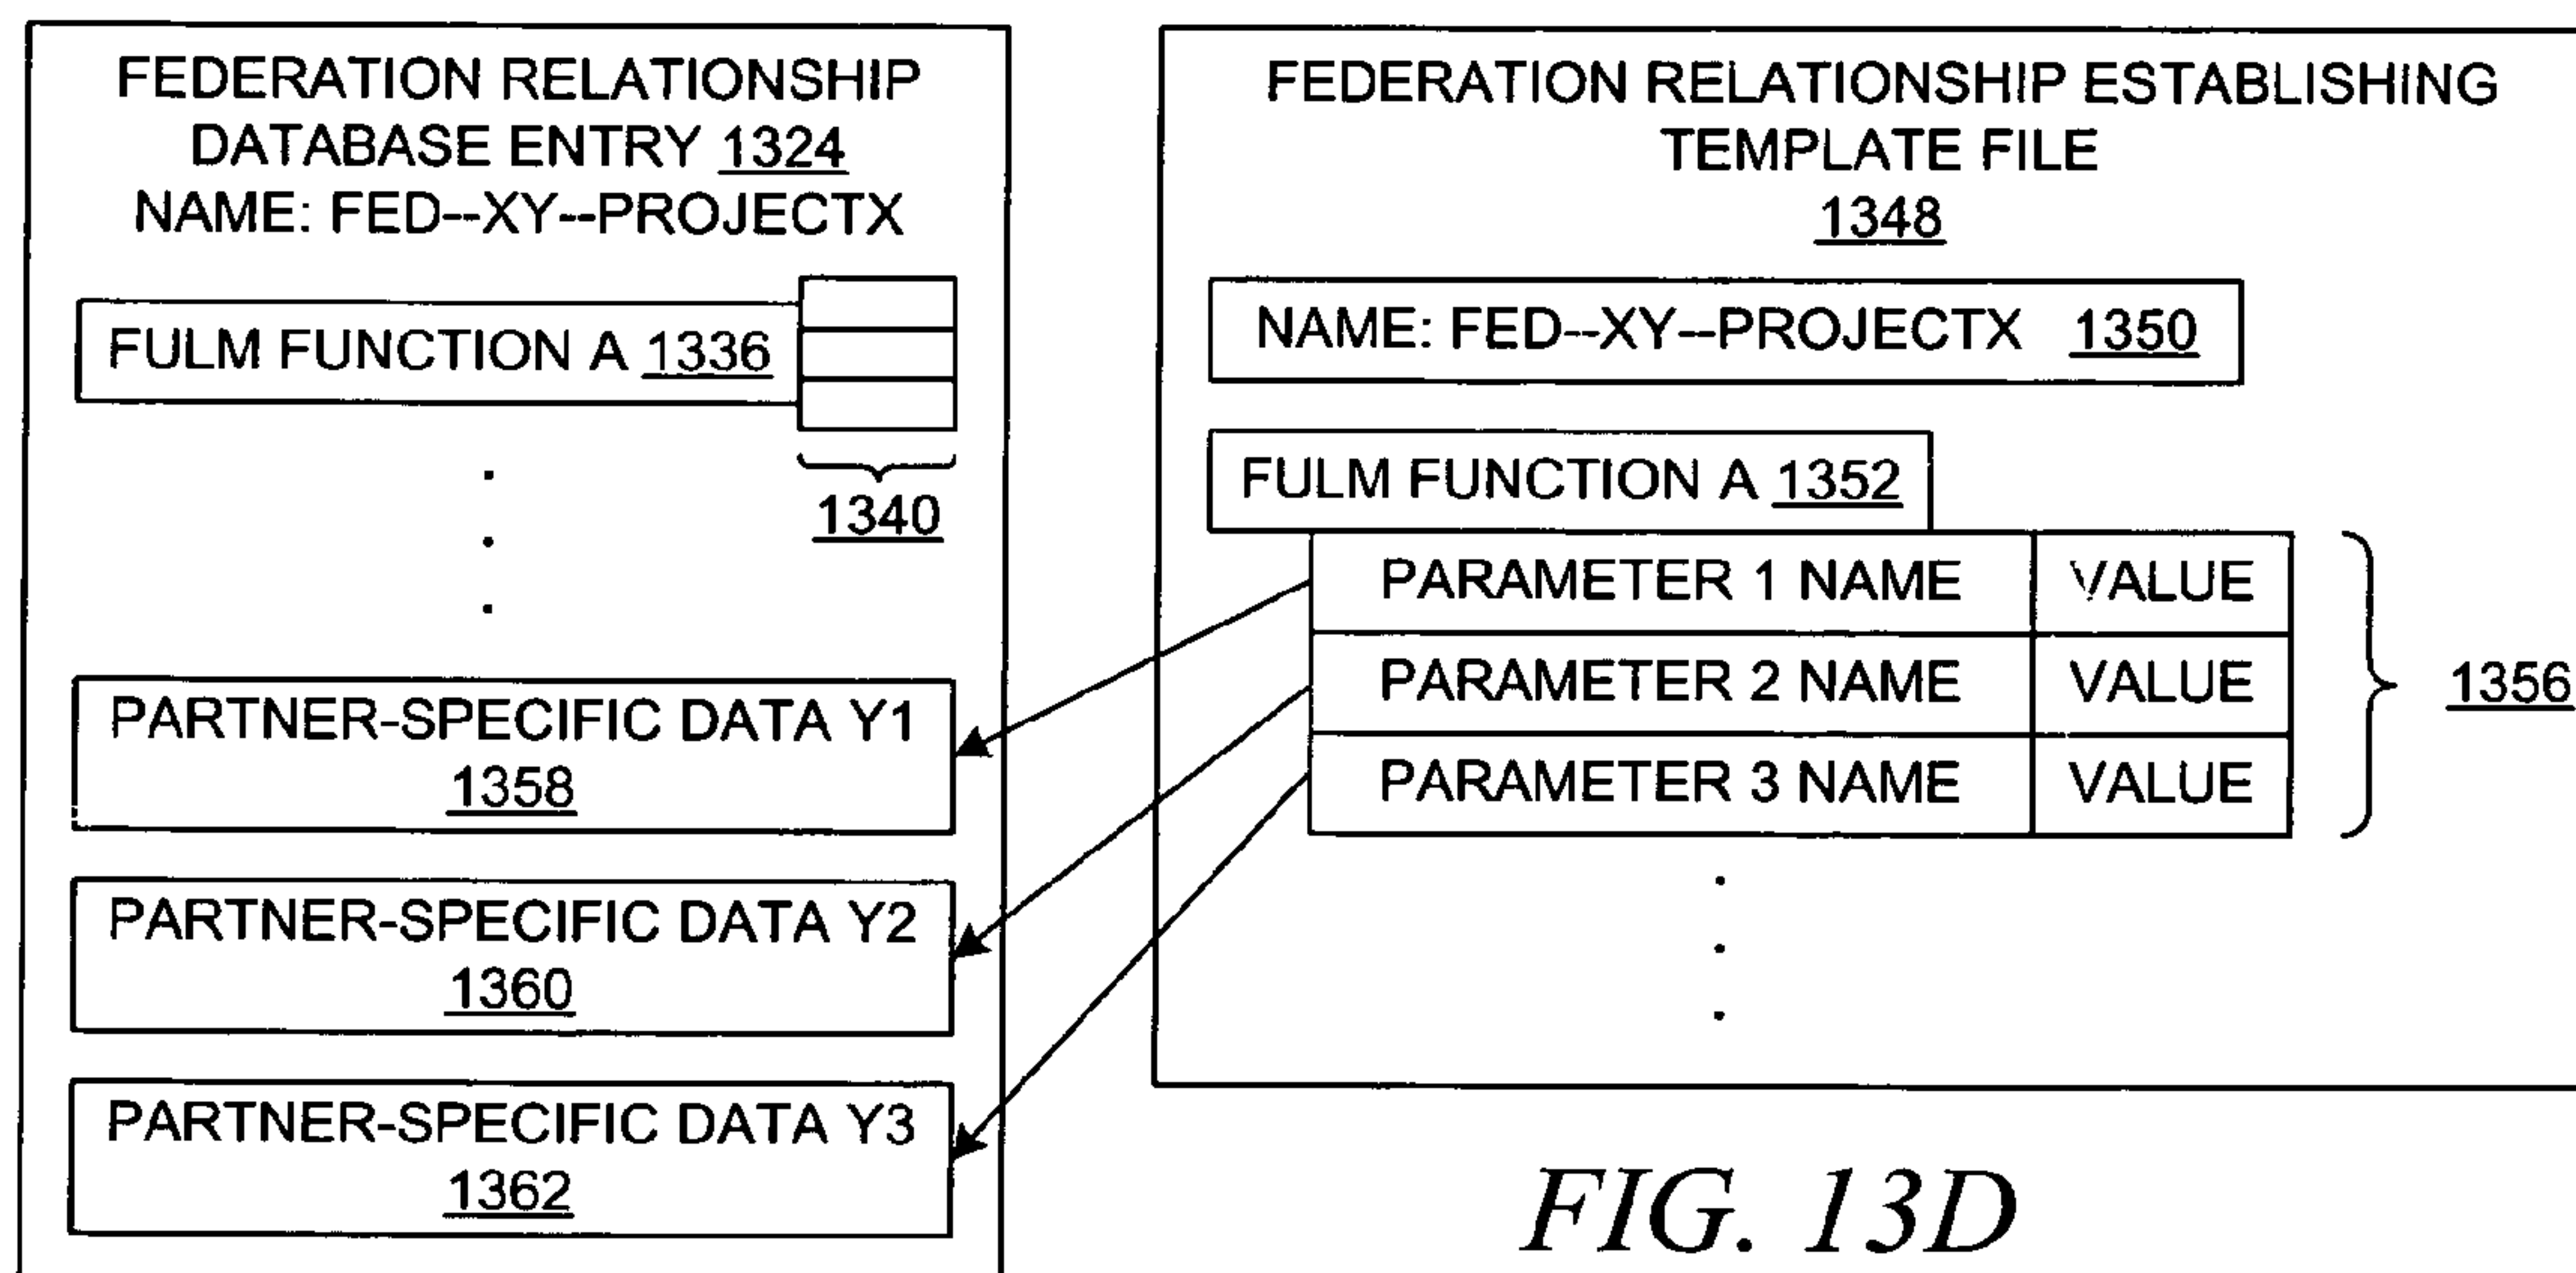 FEDERATION RELATIONSHIP
DATABASE ENTRY 1324
NAME: FED--XY--PROJECTX
FULM FUNCTION A 1336
1340
PARTNER-SPECIFIC DATA Y1
1358
PARTNER-SPECIFIC DATA Y2
1360
PARTNER-SPECIFIC DATA Y3
1362
FEDERATION RELATIONSHIP ESTABLISHING
TEMPLATE FILE
1348
NAME: FED--XY--PROJECTX 1350
FULM FUNCTION A 1352
PARAMETER 1 NAME VALUE
PARAMETER 2 NAME VALUE
PARAMETER 3 NAME VALUE
1356
FIG. 13D